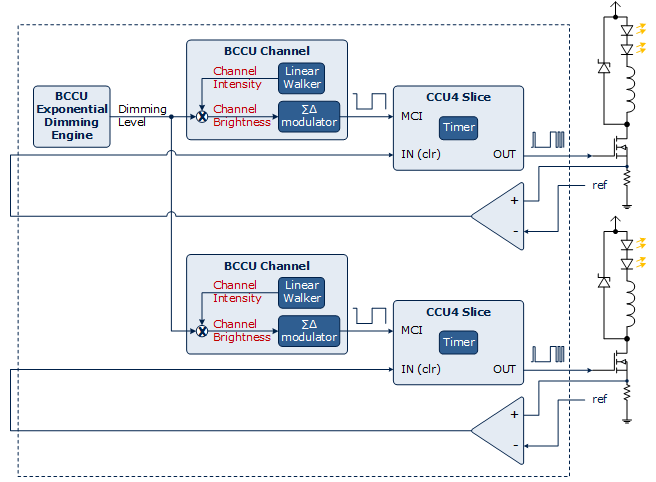 BCCU
Exponential
Dimming
Engine
Dimming
Level
BCCU Channel
Channel
Intensity
Linear
Walker
Channel
Brightness
ΣΔ
modulator
CCU4 Slice
MCI
Timer
IN (clr)
OUT
+
-
ref
BCCU Channel
Channel
Intensity
Linear
Walker
Channel
Brightness
ΣΔ
modulator
CCU4 Slice
MCI
Timer
IN (clr)
OUT
+
-
ref